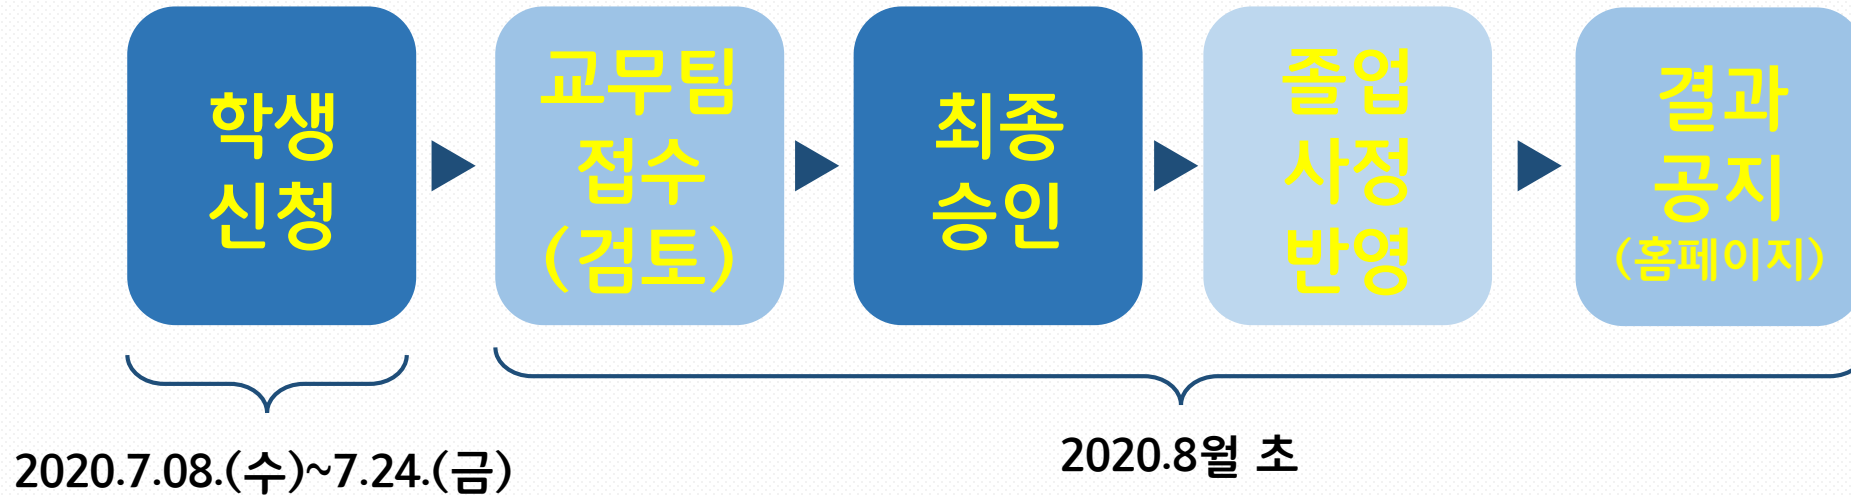 학생
신청
교무팀
접수
(검토)
최종
승인
졸업
사정
반영
결과
공지
(홈페이지)
2020.7.08.(수)~7.24.(금)
2020.8월 초